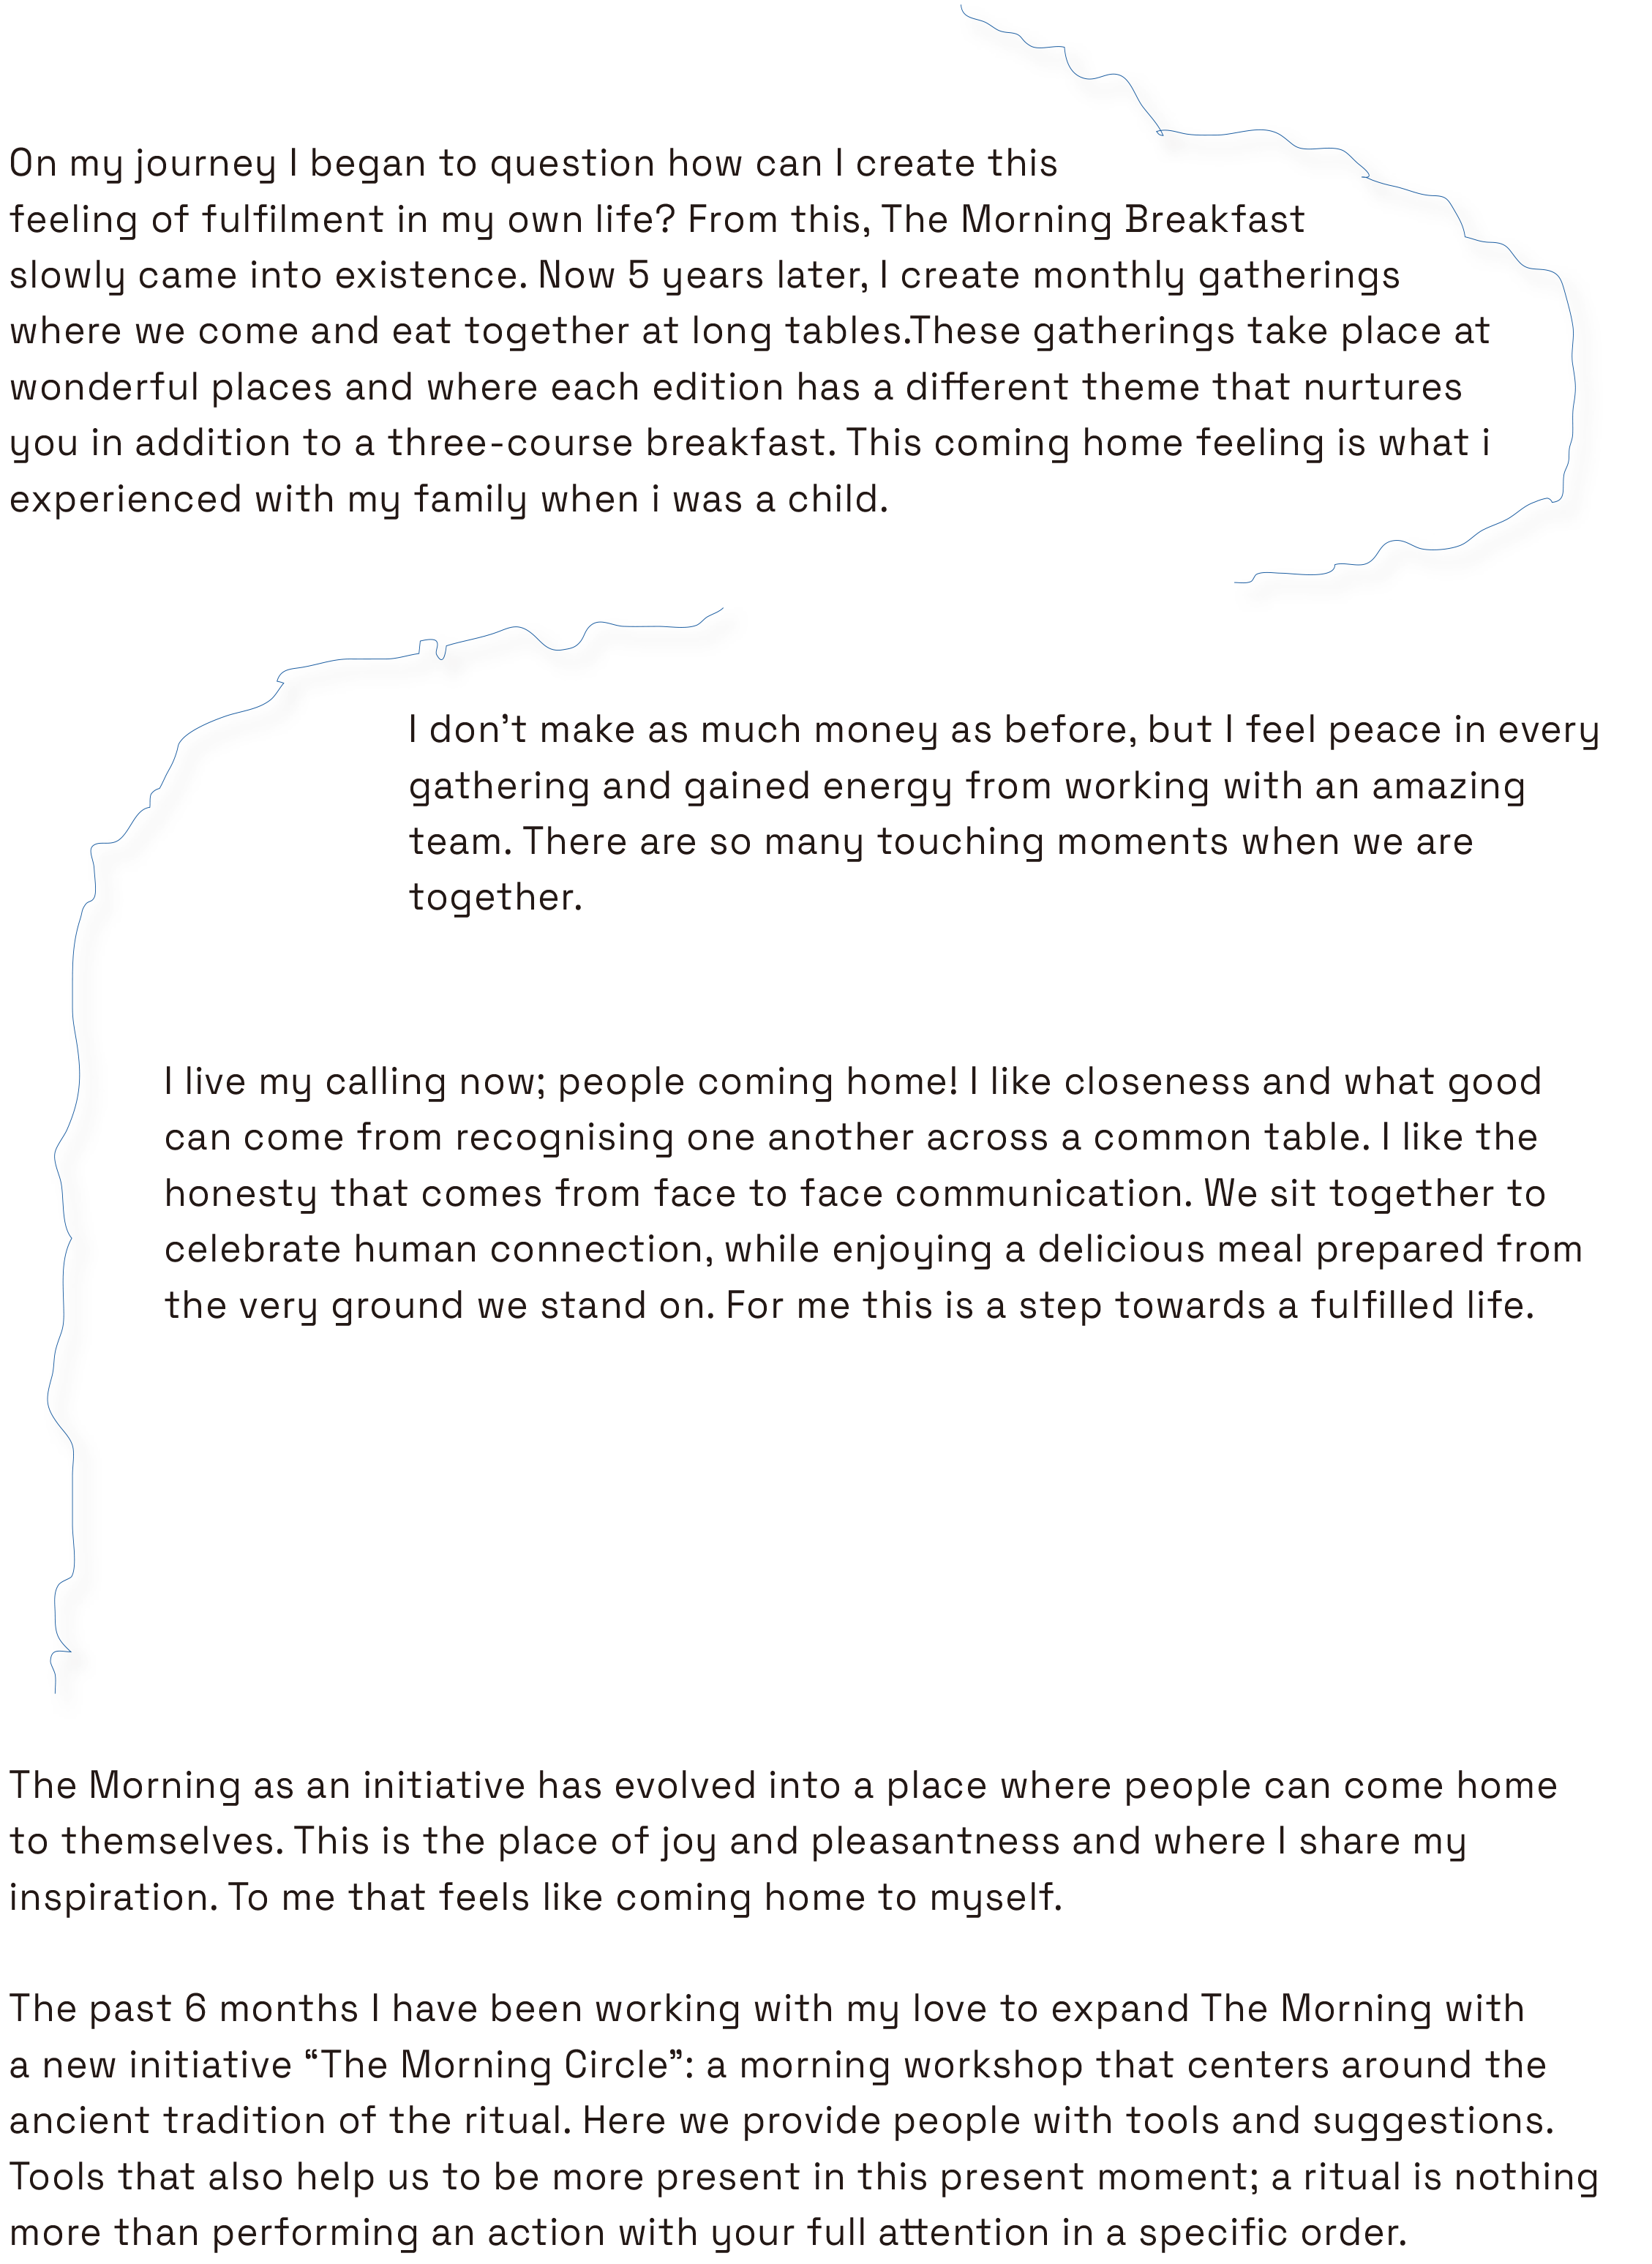 On my journey I began to question how can I create this
feeling of fulfilment in my own life? From this, The Morning Breakfast
slowly came into existence. Now 5 years later, I create monthly gatherings
where we come and eat together at long tables.These gatherings take place at
wonderful places and where each edition has a different theme that nurtures
you in addition to a three-course breakfast. This coming home feeling is what i
experienced with my family when i was a child.
I don’t make as much money as before, but I feel peace in every
gathering and gained energy from working with an amazing
team. There are so many touching moments when we are
together.
I live my calling now; people coming home! I like closeness and what good
can come from recognising one another across a common table. I like the
honesty that comes from face to face communication. We sit together to
celebrate human connection, while enjoying a delicious meal prepared from
the very ground we stand on. For me this is a step towards a fulfilled life.
The Morning as an initiative has evolved into a place where people can come home
to themselves. This is the place of joy and pleasantness and where I share my
inspiration. To me that feels like coming home to myself.
The past 6 months I have been working with my love to expand The Morning with
a new initiative “The Morning Circle”: a morning workshop that centers around the
ancient tradition of the ritual. Here we provide people with tools and suggestions.
Tools that also help us to be more present in this present moment; a ritual is nothing
more than performing an action with your full attention in a specific order.